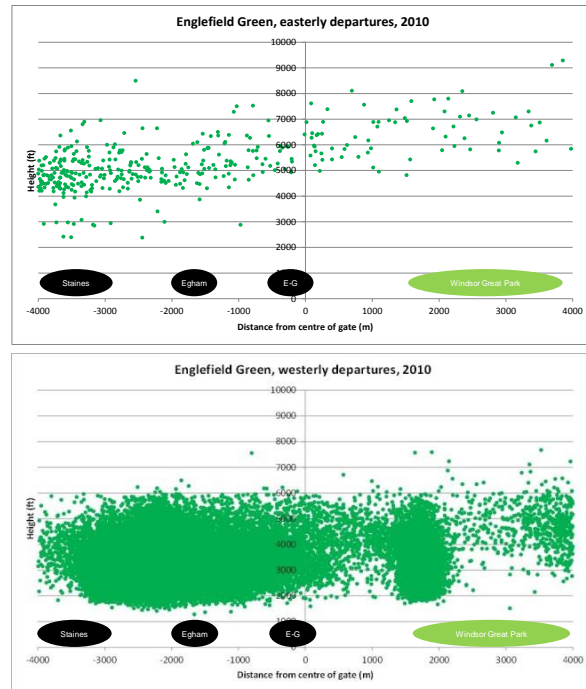 Englefield Green, easterly departures, 2010
10000
9000
8000
7000
6000
5000
4000
3000
2000
1000
0
Height (ft)
Staines
Egham
E-G
Windsor Great Park
-4000 -3000 -2000 -1000 0 1000 2000 3000 4000
Distance from centre of gate (m)
Englefield Green, westerly departures, 2010
10000
9000
8000
7000
6000
5000
4000
3000
2000
1000
0
Height (ft)
Staines
Egham
E-G
Windsor Great Park
-4000 -3000 -2000 -1000 0 1000 2000 3000 4000
Distance from centre of gate (m)